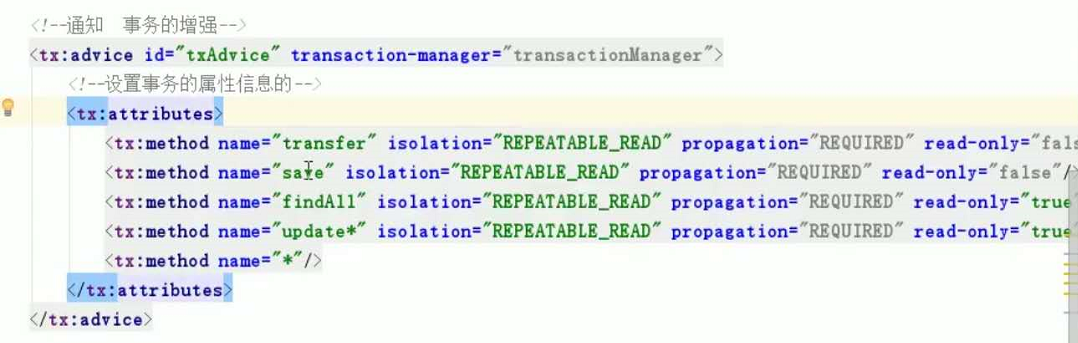 <!--通知 事务的增强-->
<tx:advice id="txAdvice" transaction-manager="transactionManager">
<!--设置事务的属性信息的-->
<tx:attributes>
<tx:method name="transfer" isolation="REPEATABLE_READ" propagation="REQUIRED" read-only="fals
<tx:method name="save" isolation="REPEATABLE_READ" propagation="REQUIRED" read-only="false"/
<tx:method name="findAll" isolation="REPEATABLE_READ" propagation="REQUIRED" read-only="true"
<tx:method name="update*" isolation="REPEATABLE_READ" propagation="REQUIRED" read-only="true"
<tx:method name="*"/>
</tx:attributes>
</tx:advice>